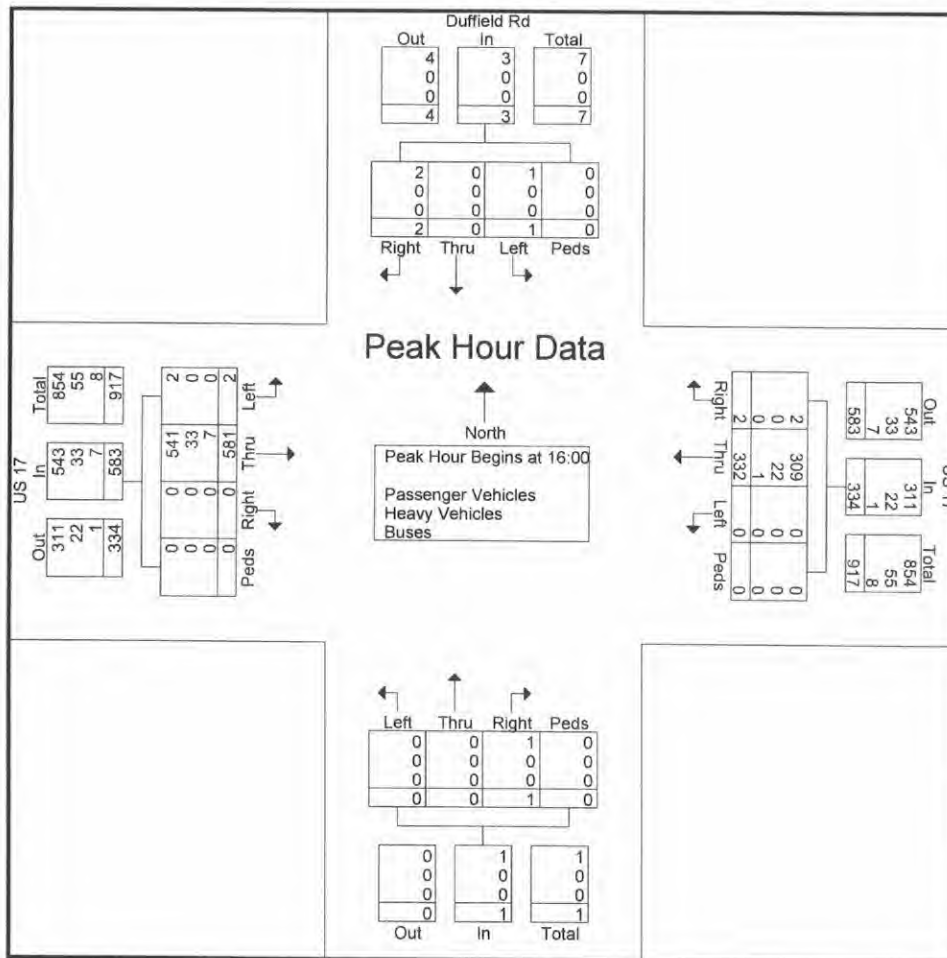 Duffield Rd
Out In Total
4 3 7
0 0 0
0 0 0
4 3 7
2 0 1 0
0 0 0 0
0 0 0 0
2 0 1 0
Right Thru Left Peds
Peak Hour Data
North
Peak Hour Begins at 16:00
Passenger Vehicles
Heavy Vehicles
Buses
US 17
Total In Out
854 543 311
55 33 22
8 7 1
917 583 334
2 541 0 0
0 33 0 0
0 7 0 0
2 581 0 0
Left Thru Right Peds
Right Thru Left Peds
2 332 0 0
0 1 0 0
0 22 0 0
2 309 0 0
Out In Total
583 334 917
7 1 8
33 22 55
543 311 854
Left Thru Right Peds
0 0 1 0
0 0 0 0
0 0 0 0
0 0 1 0
0 1 1
0 0 0
0 0 0
0 1 1
Out In Total